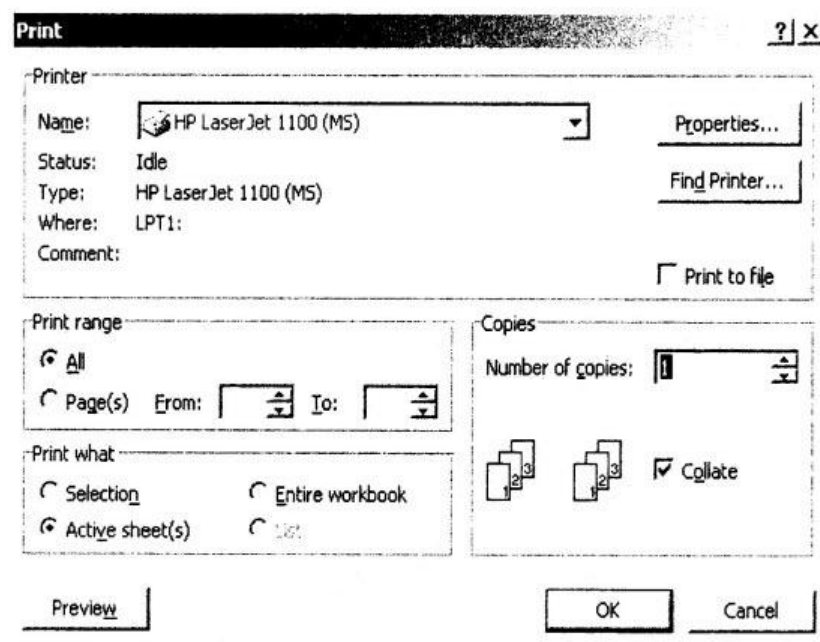 Print
Printer
Name: HP LaserJet 1100 (MS) Properties...
Status: Idle
Find Printer...
Type: HP LaserJet 1100 (MS)
Where: LPT1:
Comment:
Print to file
Print range
All
Page(s) From: To:
Copies
Number of copies: 1
1 2 3 1 2 3 Collate
Print what
Selection Entire workbook
Active sheet(s) List
Preview OK Cancel